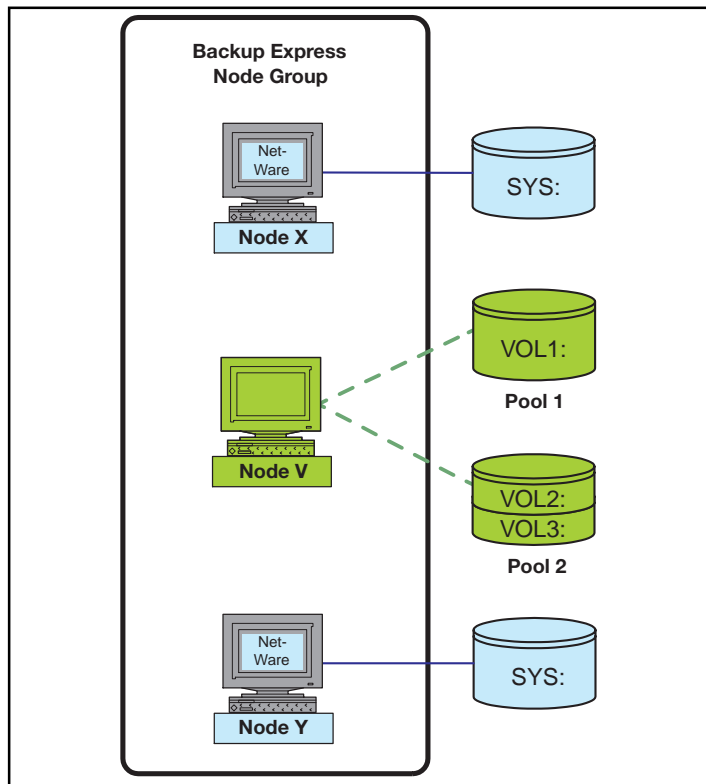 Backup Express
Node Group
Net-
Ware
SYS:
Node X
VOL1:
Pool 1
Node V
VOL2:
VOL3:
Pool 2
Net-
Ware
SYS:
Node Y